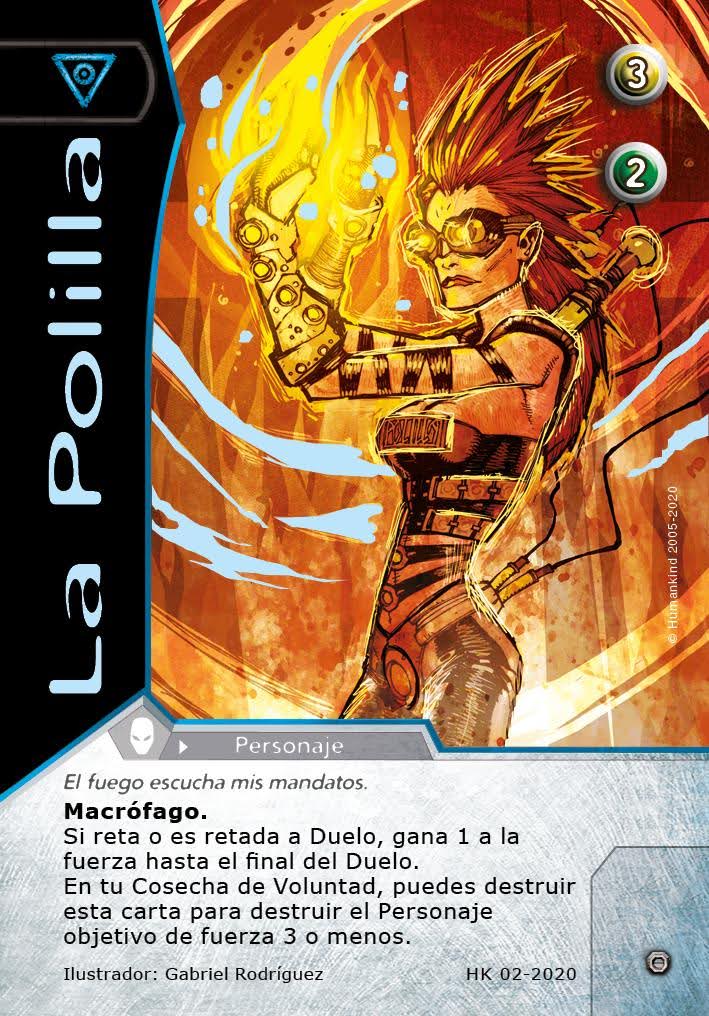 La Polilla
3
2
© Humankind 2005-2020
Personaje
El fuego escucha mis mandatos.
Macrófago.
Si reta o es retada a Duelo, gana 1 a la
fuerza hasta el final del Duelo.
En tu Cosecha de Voluntad, puedes destruir
esta carta para destruir el Personaje
objetivo de fuerza 3 o menos.
Ilustrador: Gabriel Rodríguez
HK 02-2020